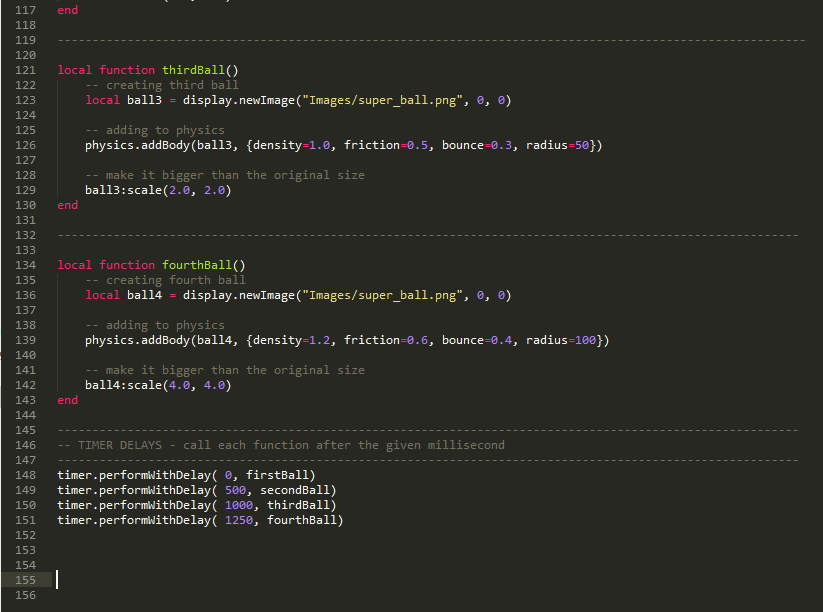 117 end
118
119 -----------------------------------------------------------------------------------------------------------
120
121 local function thirdBall()
122     -- creating third ball
123     local ball3 = display.newImage("Images/super_ball.png", 0, 0)
124
125     -- adding to physics
126     physics.addBody(ball3, {density=1.0, friction=0.5, bounce=0.3, radius=50})
127
128     -- make it bigger than the original size
129     ball3:scale(2.0, 2.0)
130 end
131
132 ----------------------------------------------------------------------------------------------------------
133
134 local function fourthBall()
135     -- creating fourth ball
136     local ball4 = display.newImage("Images/super_ball.png", 0, 0)
137
138     -- adding to physics
139     physics.addBody(ball4, {density=1.2, friction=0.6, bounce=0.4, radius=100})
140
141     -- make it bigger than the original size
142     ball4:scale(4.0, 4.0)
143 end
144
145 ----------------------------------------------------------------------------------------------------------
146 -- TIMER DELAYS - call each function after the given millisecond
147 ----------------------------------------------------------------------------------------------------------
148 timer.performWithDelay( 0, firstBall)
149 timer.performWithDelay( 500, secondBall)
150 timer.performWithDelay( 1000, thirdBall)
151 timer.performWithDelay( 1250, fourthBall)
152
153
154
155
156